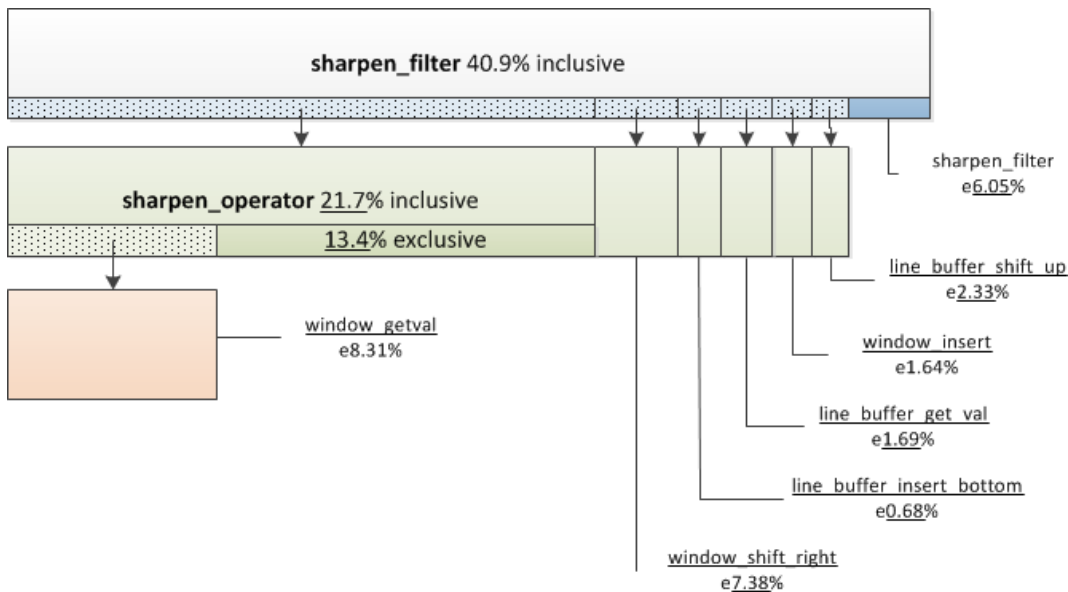 sharpen_filter 40.9% inclusive
sharpen_filter
e6.05%
sharpen_operator 21.7% inclusive
13.4% exclusive
line_buffer_shift_up
e2.33%
window_getval
e8.31%
window_insert
e1.64%
line_buffer_get_val
e1.69%
line_buffer_insert_bottom
e0.68%
window_shift_right
e7.38%